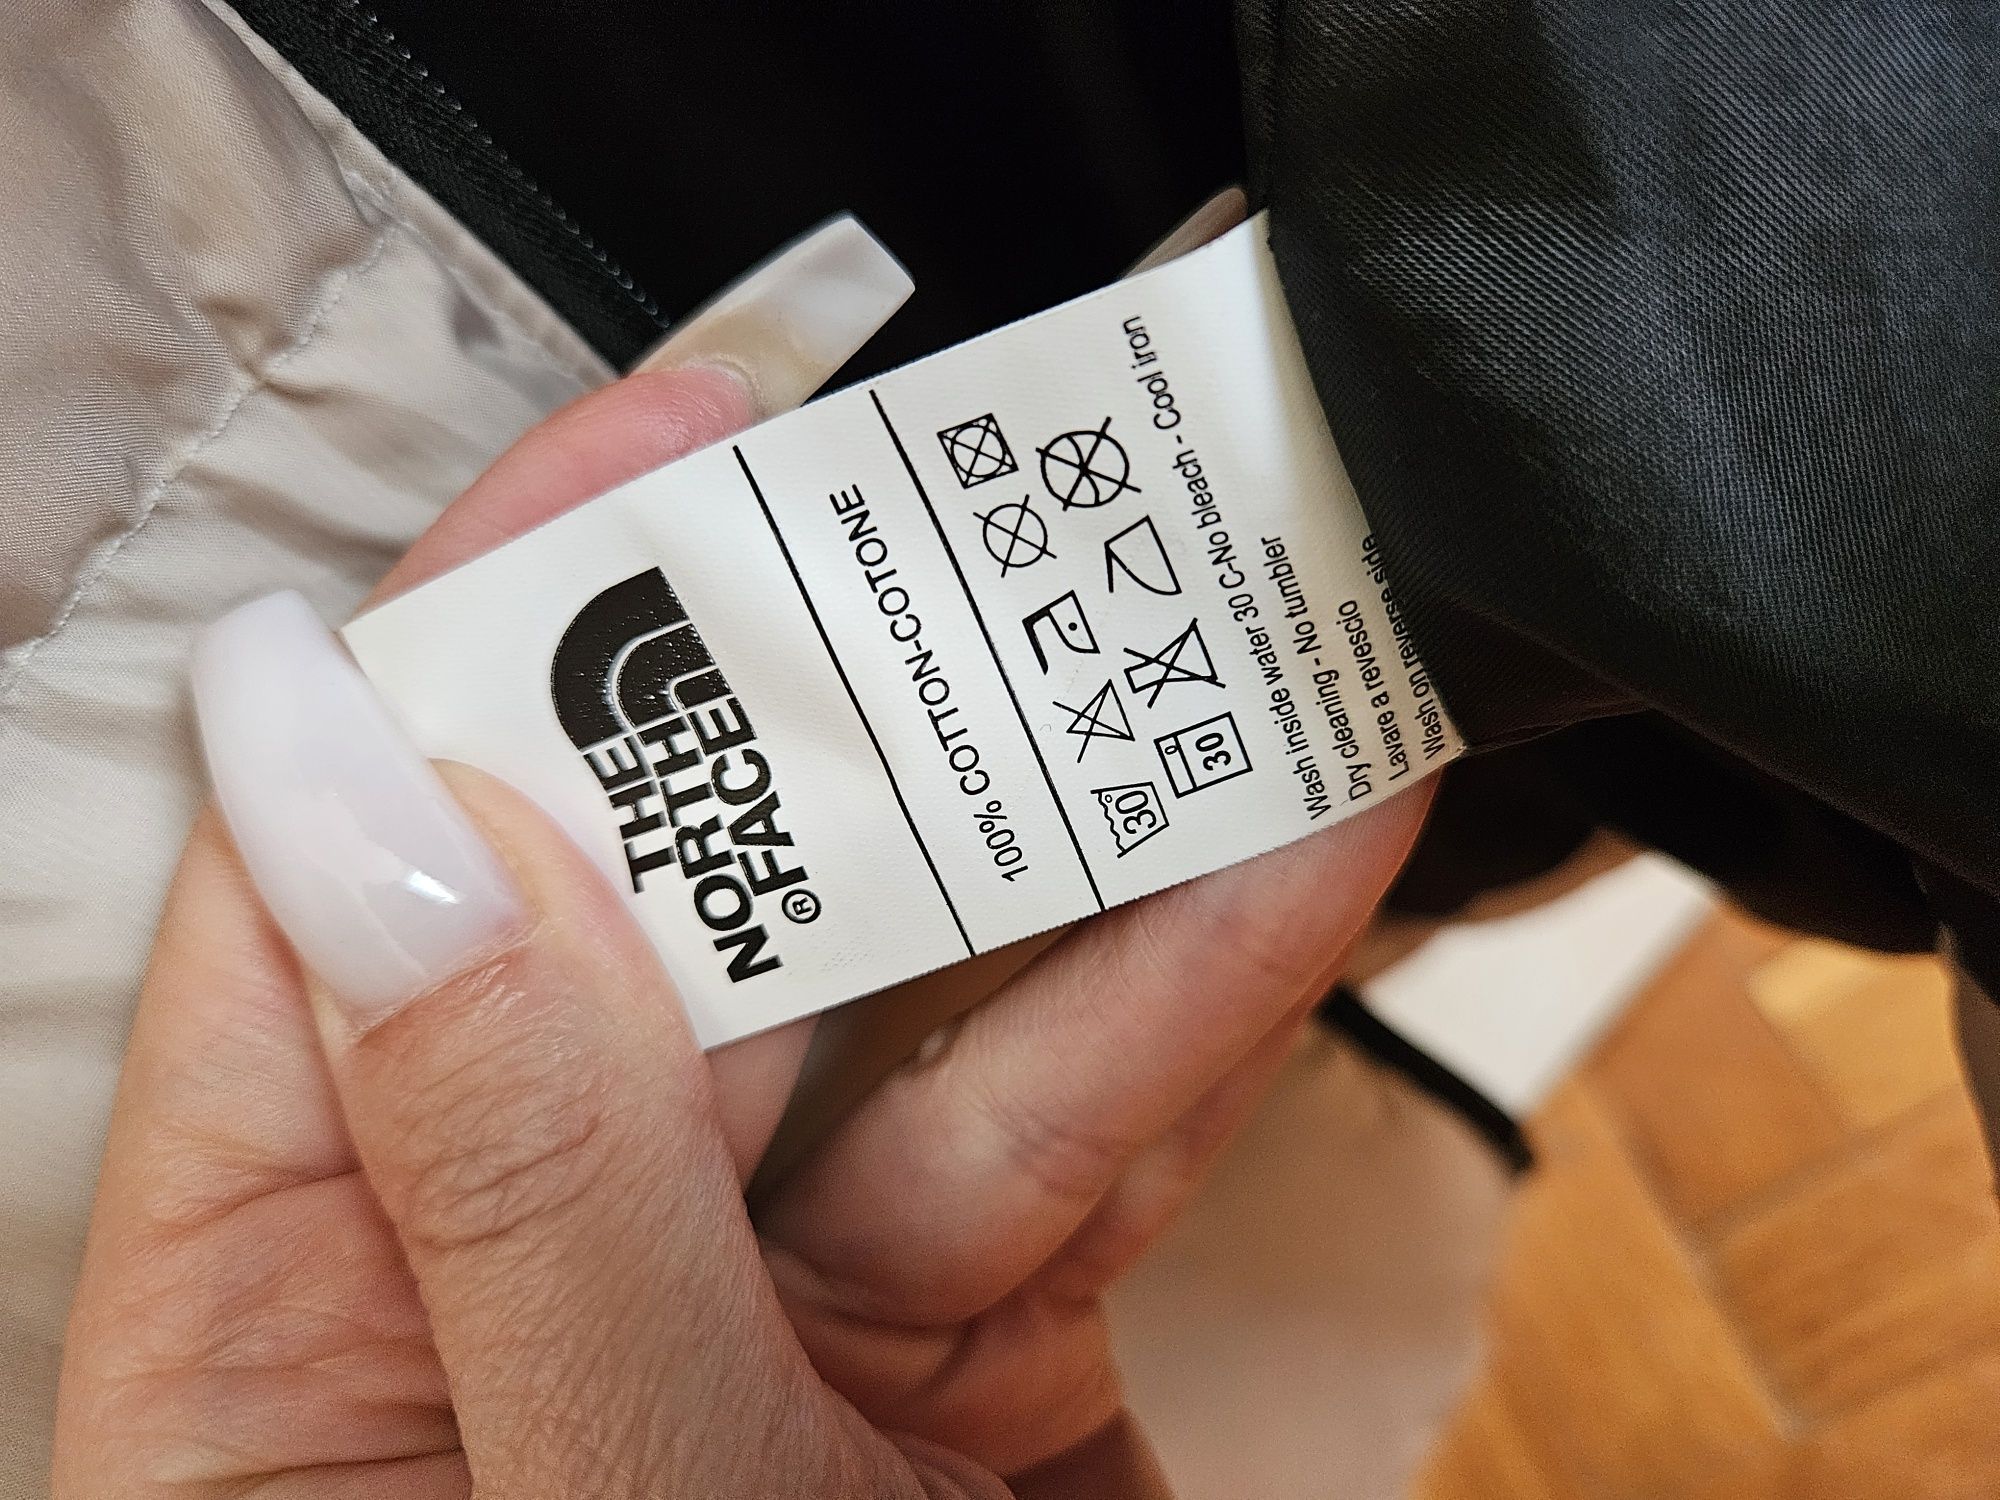 THE
NORTH
FACE
®
100% COTTON-COTONE
30°
30
Wash inside water 30 C-No bleach - Cool iron
Dry cleaning - No tumbler
Lavare a revescio
Wash on reverse side